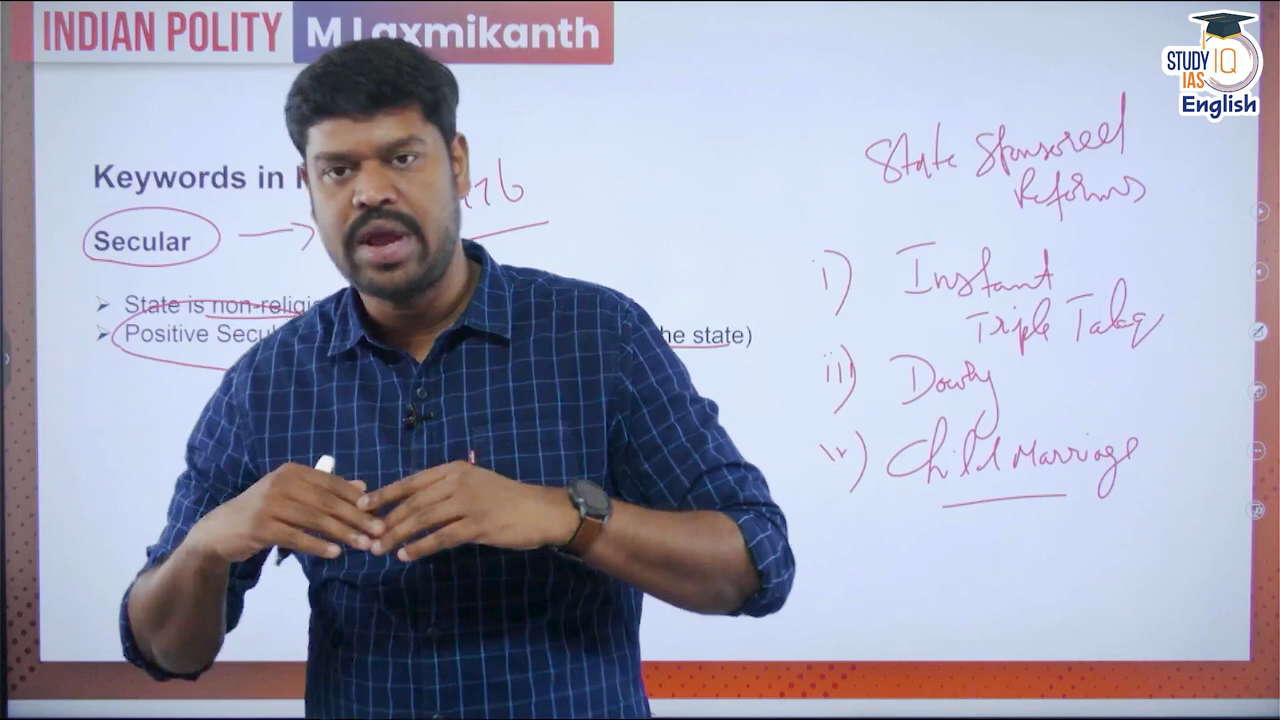 INDIAN POLITY M Laxmikanth
STUDY IQ
IAS
English
Keywords in
Secular
State is non-religi
Positive Secu he state)
State Sponsored
Reforms
i) Instant
Triple Talaq
iii) Dowry
iv) Child Marriage